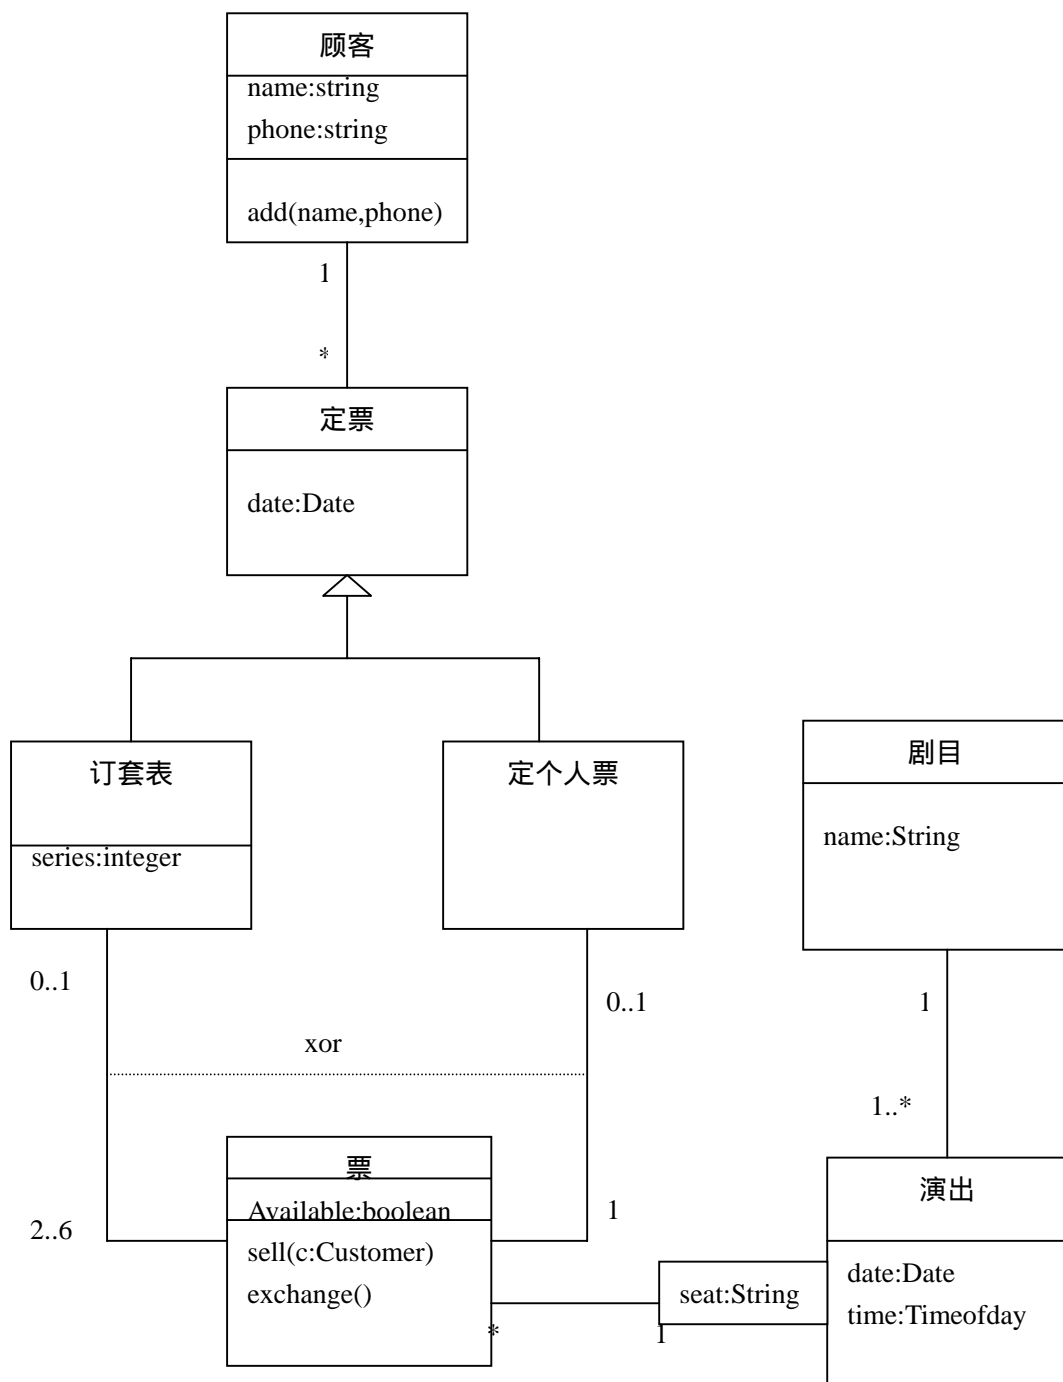 顾客
name:string
phone:string
add(name,phone)
1
*
定票
date:Date
订套表
series:integer
定个人票
剧目
name:String
0..1
0..1
1
xor
1..*
票
Available:boolean
sell(c:Customer)
exchange()
2..6
1
演出
date:Date
time:Timeofday
seat:String
*
1